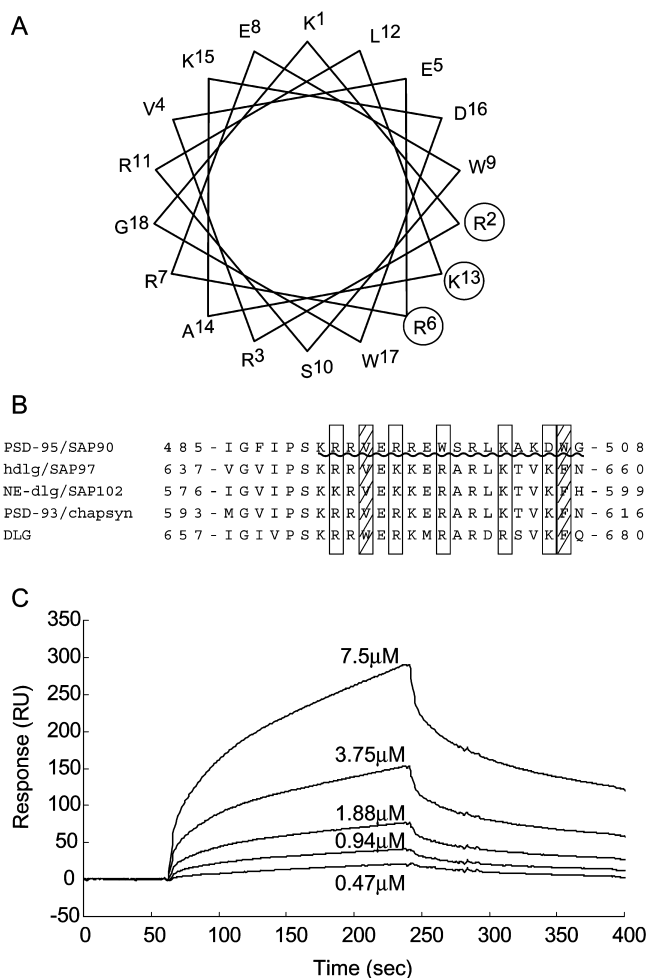 A
K1
E8
L12
K15
E5
V4
D16
R11
W9
G18
R2
R7
K13
A14
R6
R3
S10
W17
B
PSD-95/SAP90 485-IGFIPSKRRVERREWSRLKAKDWG-508
hdlg/SAP97 637-VGVIPSKRRVEKKERARLKTVKFN-660
NE-dlg/SAP102 576-IGVIPSKKRVEKKERARLKTVKFH-599
PSD-93/chapsyn 593-MGVIPSKRRVERKERARLKTVKFN-616
DLG 657-IGIVPSKRRWERKMRARDRSVKFQ-680
C
350
300
250
200
150
100
50
0
-50
Response (RU)
7.5μM
3.75μM
1.88μM
0.94μM
0.47μM
0 50 100 150 200 250 300 350 400
Time (sec)